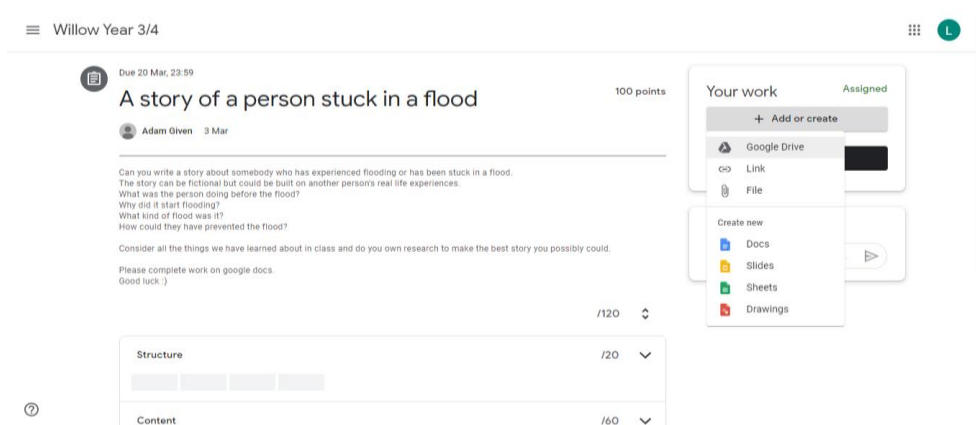 Willow Year 3/4
L
Due 20 Mar, 23:59
A story of a person stuck in a flood
100 points
Adam Given 3 Mar
Can you write a story about somebody who has experienced flooding or has been stuck in a flood.
The story can be fictional but could be built on another person's real life experiences.
What was the person doing before the flood?
Why did it start flooding?
What kind of flood was it?
How could they have prevented the flood?
Consider all the things we have learned about in class and do you own research to make the best story you possibly could.
Please complete work on google docs.
Good luck :)
/120
Structure /20
Content /60
Your work Assigned
+ Add or create
Google Drive
Link
File
Create new
Docs
Slides
Sheets
Drawings